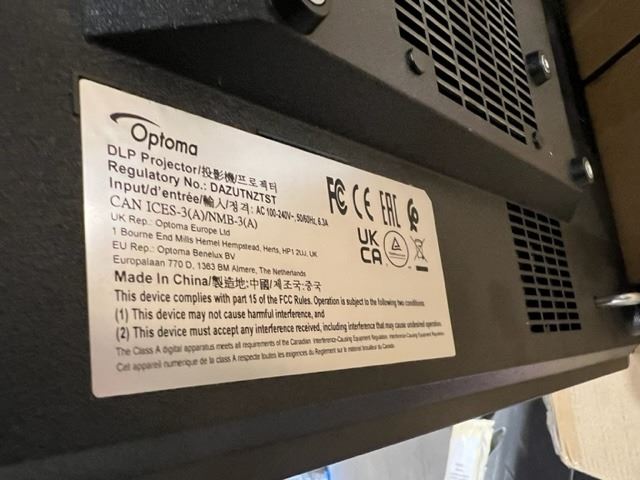 Optoma
DLP Projector/投影機/프로젝터
Regulatory No.: DAZUTNZTST
Input/d'entrée/輸入/정격: AC 100-240V~, 50/60Hz, 6.3A
CAN ICES-3(A)/NMB-3(A)
UK Rep.: Optoma Europe Ltd
1 Bourne End Mills Hemel Hempstead, Herts, HP1 2UJ, UK
EU Rep.: Optoma Benelux BV
Europalaan 770 D, 1363 BM Almere, The Netherlands
Made In China/製造地:中國/제조국:중국
This device complies with part 15 of the FCC Rules. Operation is subject to the following two conditions:
(1) This device may not cause harmful interference, and
(2) This device must accept any interference received, including interference that may cause undesired operation.
The Class A digital apparatus meets all requirements of the Canadian Interference-Causing Equipment Regulation.
Cet appareil numerique de la class A respecte toutes les exigences du Reglement sur le material broulleur du Canada.
FC CE EAC
UK
CA